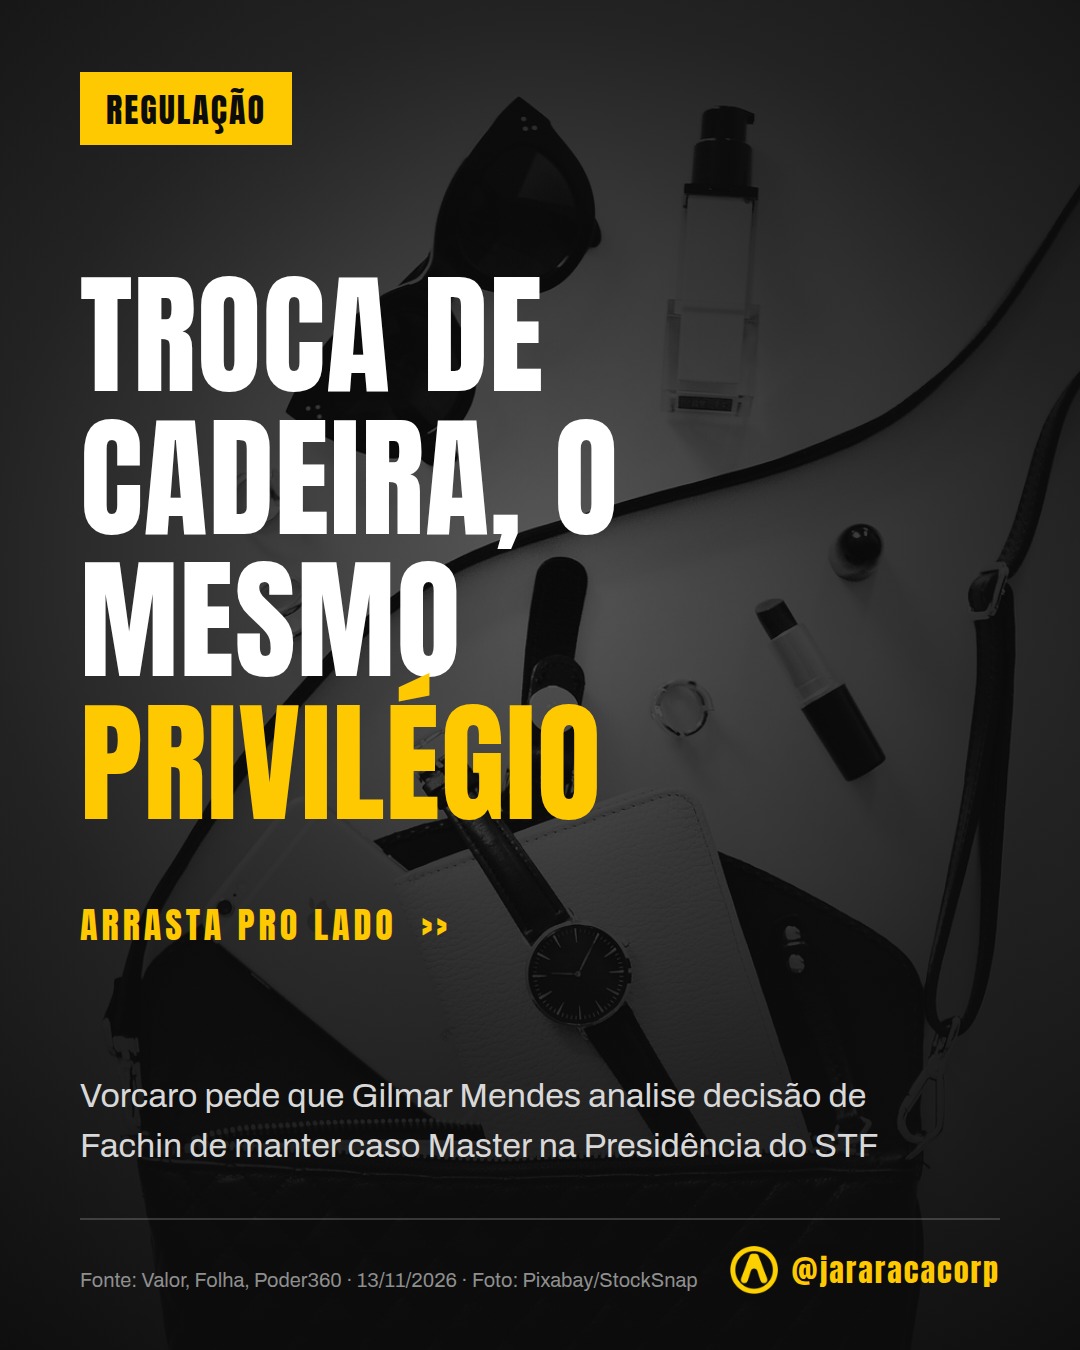 REGULAÇÃO
TROCA DE
CADEIRA, O
MESMO
PRIVILÉGIO
ARRASTA PRO LADO >>
Vorcaro pede que Gilmar Mendes analise decisão de
Fachin de manter caso Master na Presidência do STF
Fonte: Valor, Folha, Poder360 · 13/11/2026 · Foto: Pixabay/StockSnap
@jararacacorp